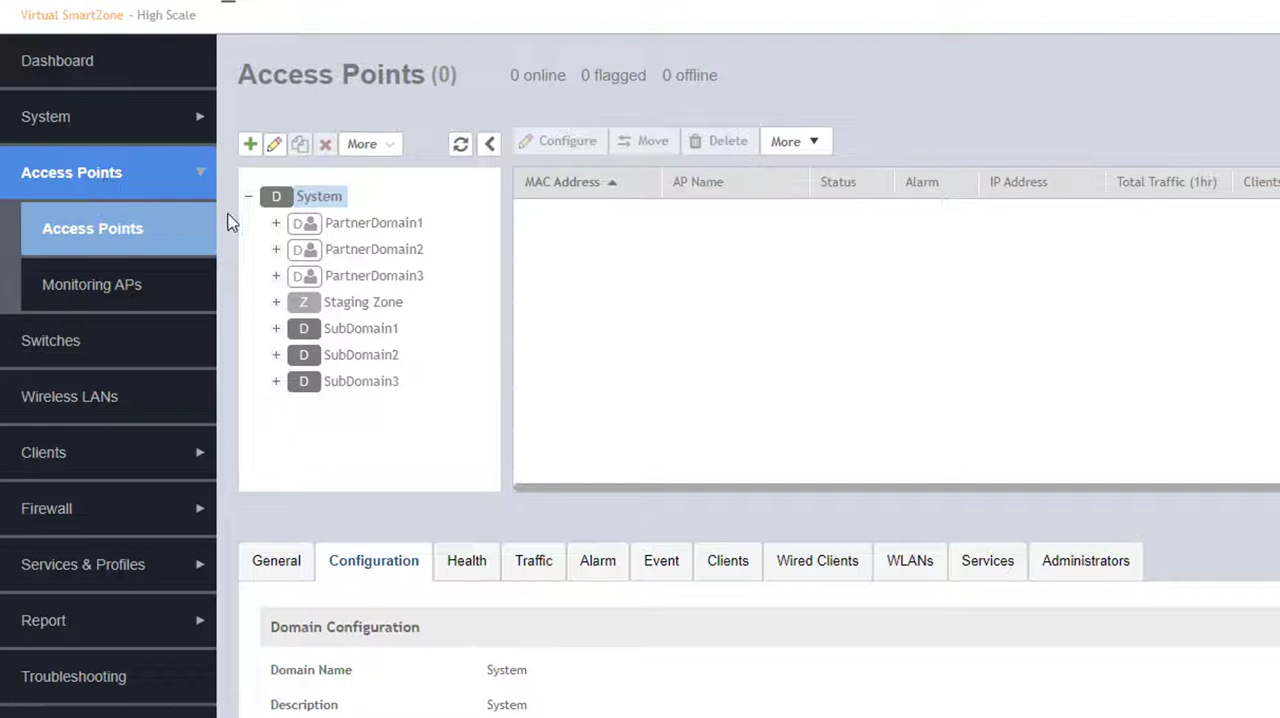 Virtual SmartZone - High Scale
Dashboard
System
Access Points
Access Points
Monitoring APs
Switches
Wireless LANs
Clients
Firewall
Services & Profiles
Report
Troubleshooting
Access Points (0) 0 online 0 flagged 0 offline
More
Configure Move Delete More
D System
D PartnerDomain1
D PartnerDomain2
D PartnerDomain3
Z Staging Zone
D SubDomain1
D SubDomain2
D SubDomain3
MAC Address AP Name Status Alarm IP Address Total Traffic (1hr) Clients
General Configuration Health Traffic Alarm Event Clients Wired Clients WLANs Services Administrators
Domain Configuration
Domain Name System
Description System